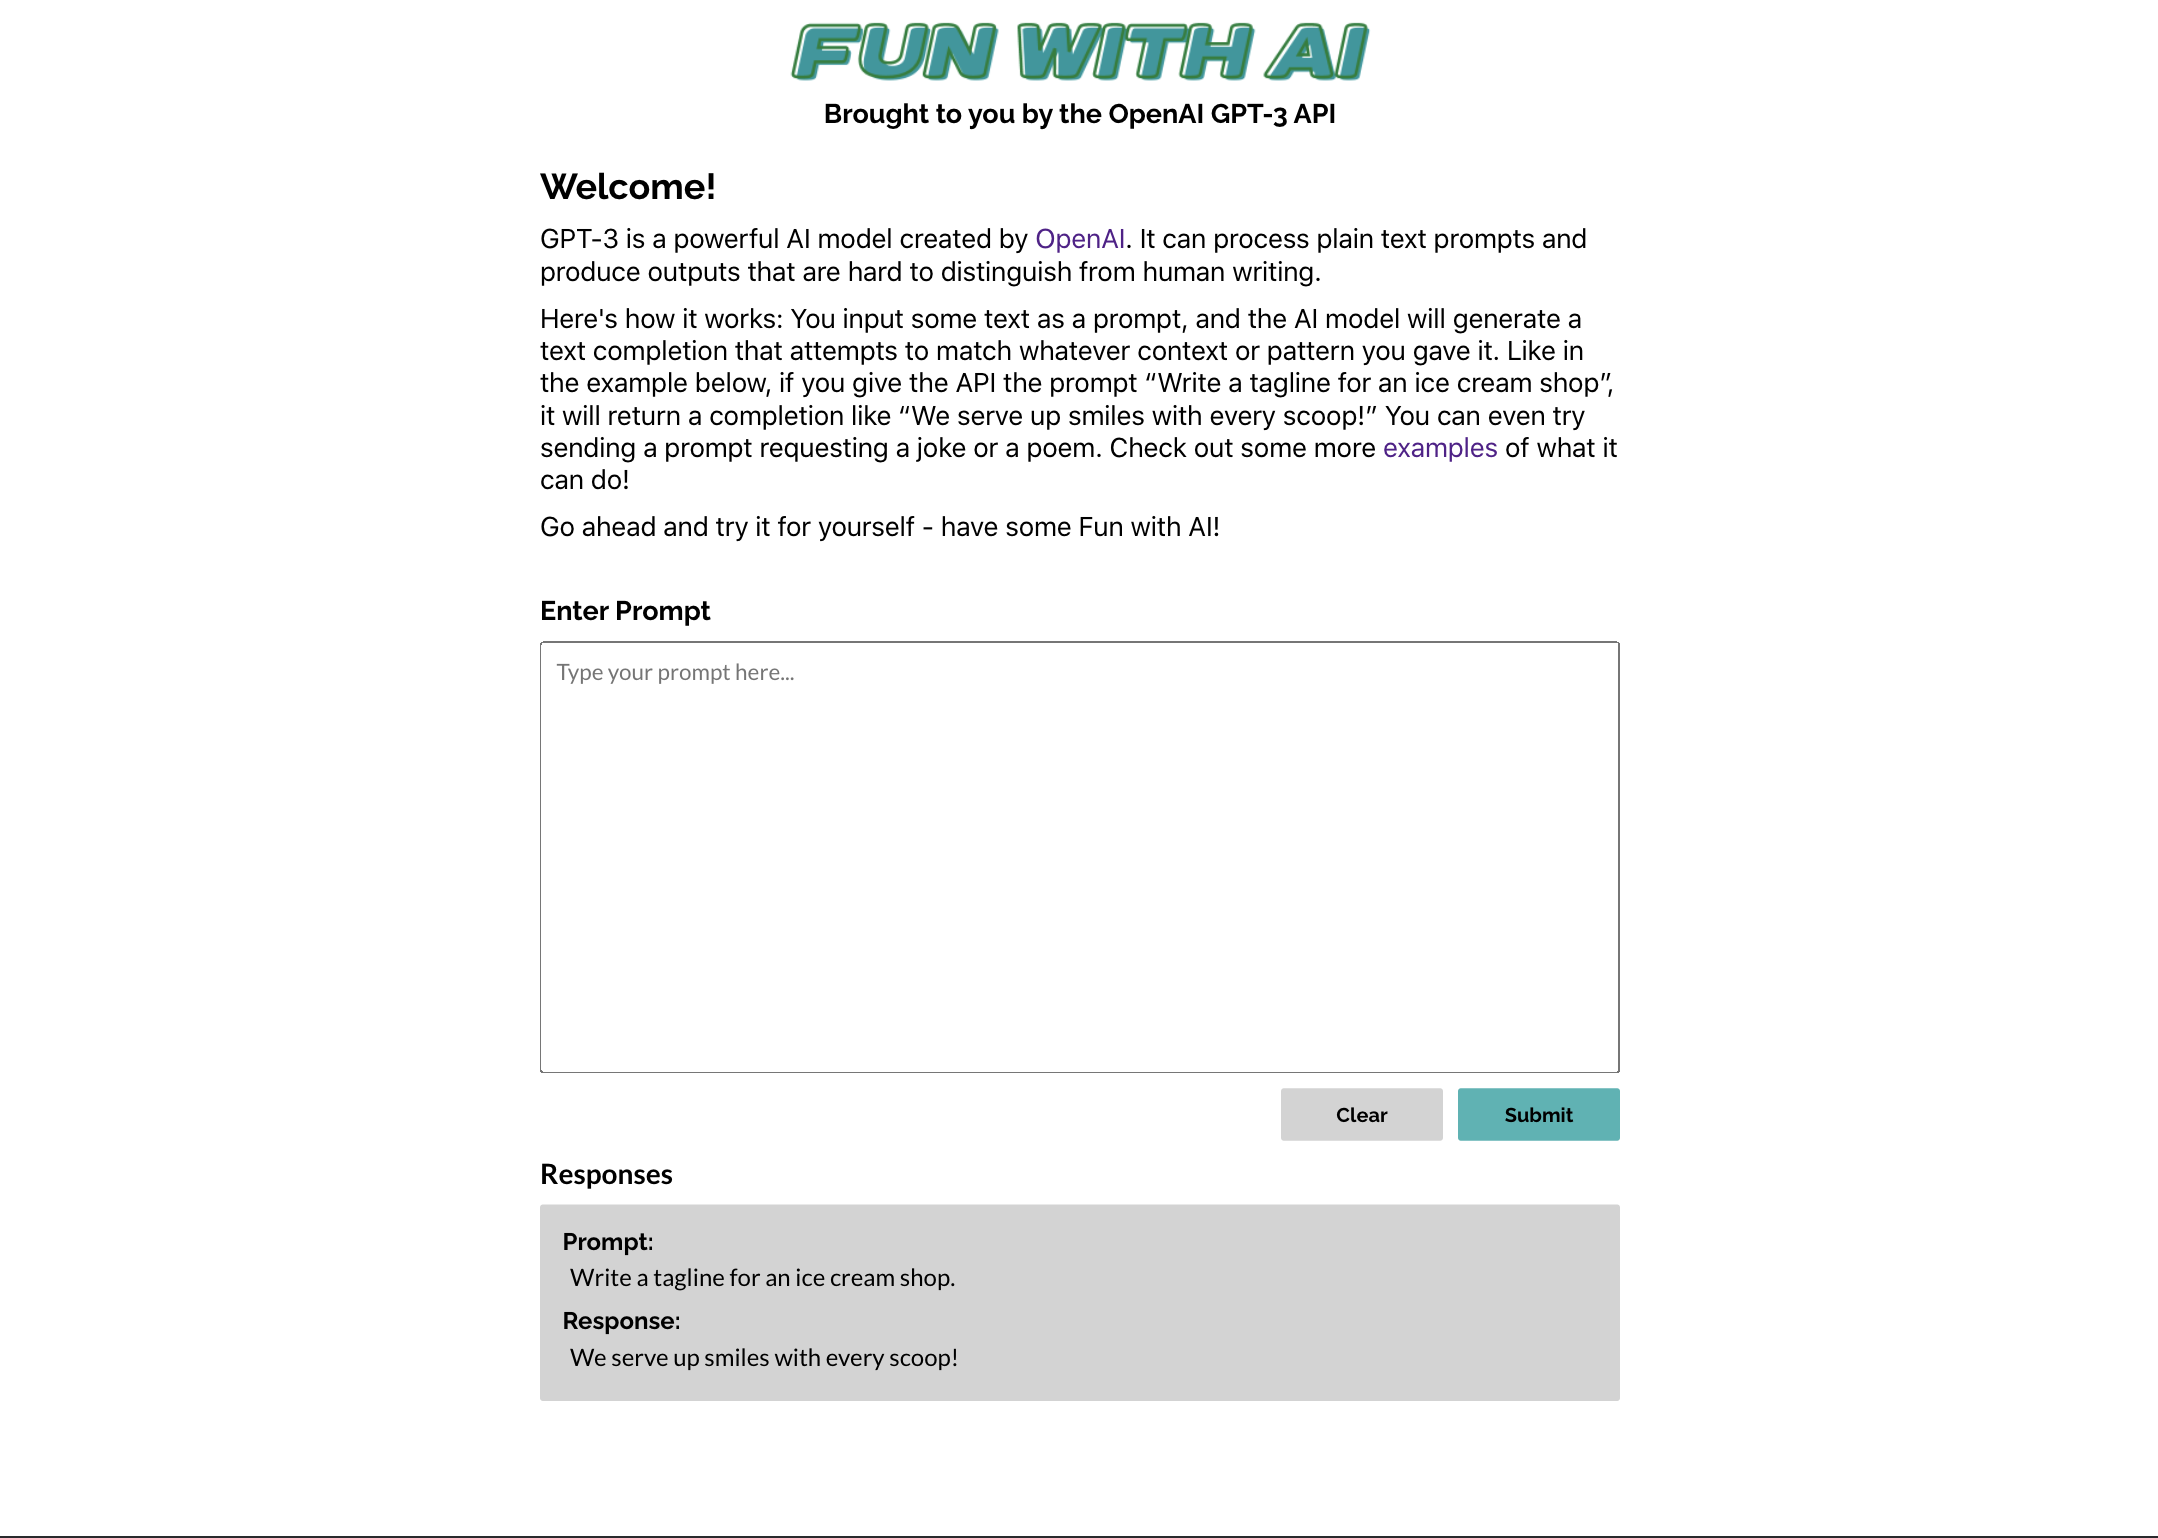 FUN WITH AI
Brought to you by the OpenAI GPT-3 API
Welcome!
GPT-3 is a powerful AI model created by OpenAI. It can process plain text prompts and
produce outputs that are hard to distinguish from human writing.
Here's how it works: You input some text as a prompt, and the AI model will generate a
text completion that attempts to match whatever context or pattern you gave it. Like in
the example below, if you give the API the prompt “Write a tagline for an ice cream shop”,
it will return a completion like “We serve up smiles with every scoop!” You can even try
sending a prompt requesting a joke or a poem. Check out some more examples of what it
can do!
Go ahead and try it for yourself - have some Fun with AI!
Enter Prompt
Type your prompt here...
Clear
Submit
Responses
Prompt:
Write a tagline for an ice cream shop.
Response:
We serve up smiles with every scoop!